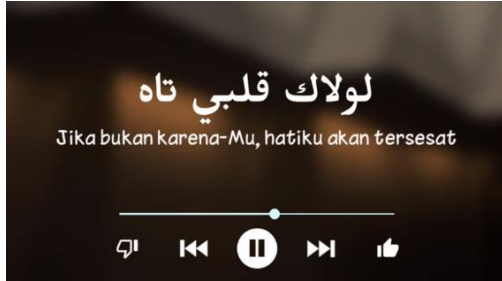 لولاك قلبي تاه
Jika bukan karena-Mu, hatiku akan tersesat